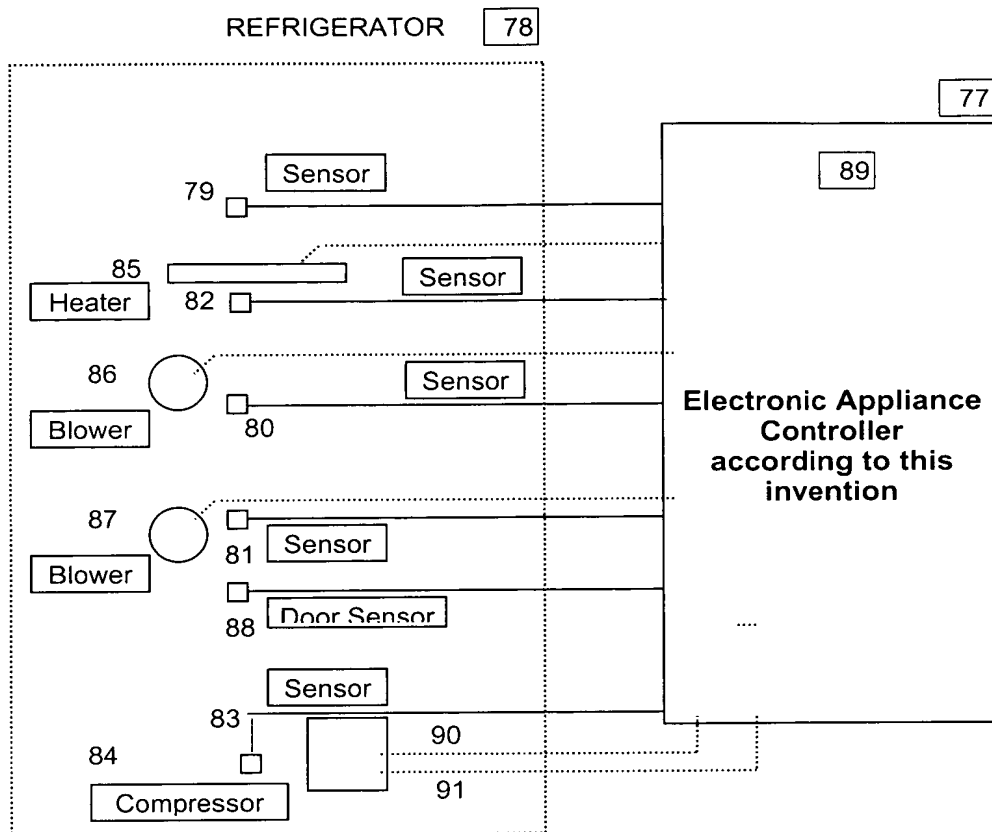 REFRIGERATOR 78
77
89
Sensor
79
85
Sensor
Heater
82
86
Sensor
Blower
80
Electronic Appliance
Controller
according to this
invention
87
81
Sensor
Blower
88
Door Sensor
Sensor
83
90
84
91
Compressor